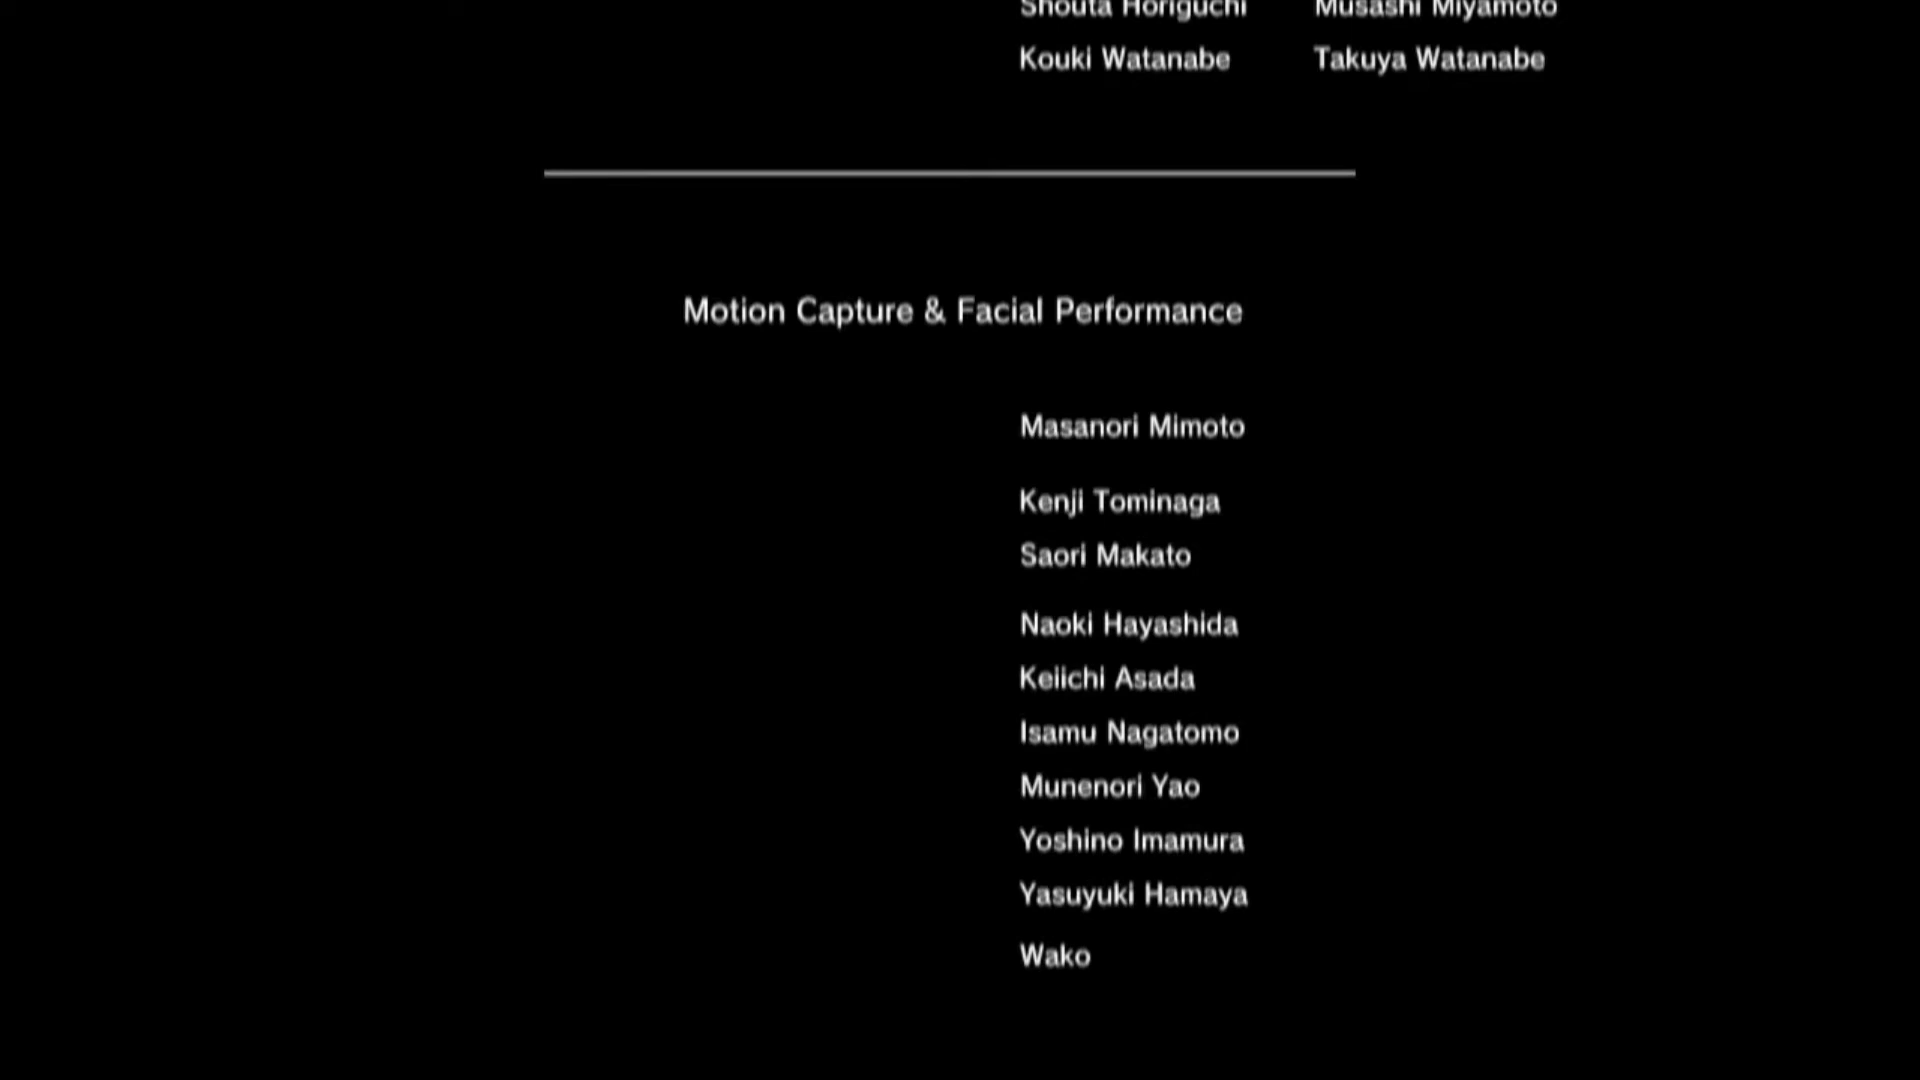 Shouta Horiguchi Musashi Miyamoto
Kouki Watanabe Takuya Watanabe
Motion Capture & Facial Performance
Masanori Mimoto
Kenji Tominaga
Saori Makato
Naoki Hayashida
Keiichi Asada
Isamu Nagatomo
Munenori Yao
Yoshino Imamura
Yasuyuki Hamaya
Wako